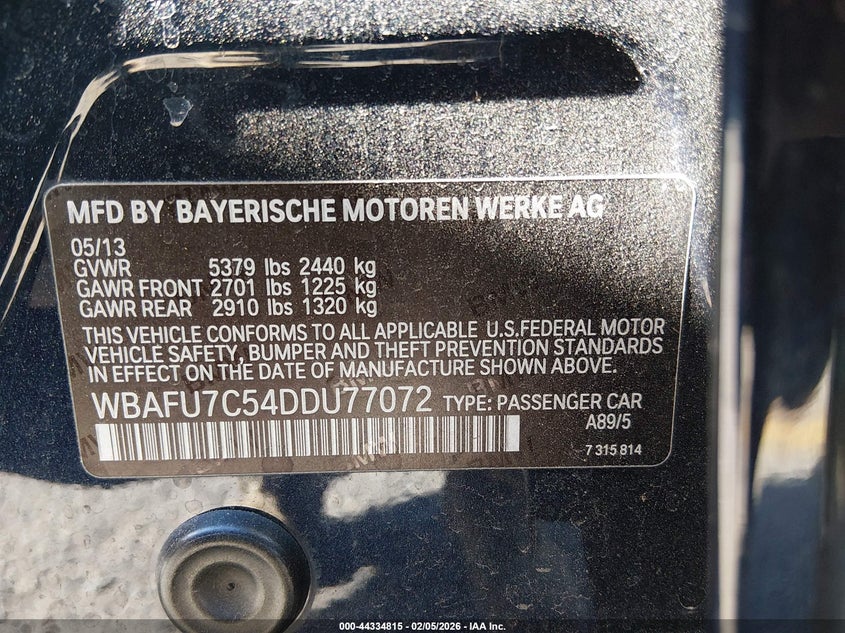 MFD BY BAYERISCHE MOTOREN WERKE AG
05/13
GVWR 5379 lbs 2440 kg
GAWR FRONT 2701 lbs 1225 kg
GAWR REAR 2910 lbs 1320 kg
THIS VEHICLE CONFORMS TO ALL APPLICABLE U.S.FEDERAL MOTOR
VEHICLE SAFETY, BUMPER AND THEFT PREVENTION STANDARDS
IN EFFECT ON THE DATE OF MANUFACTURE SHOWN ABOVE.
WBAFU7C54DDU77072 TYPE: PASSENGER CAR
A89/5
7 315 814
000-44334815 - 02/05/2026 - IAA Inc.